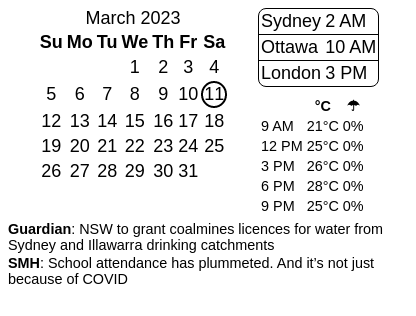 March 2023
Su Mo Tu We Th Fr Sa
1 2 3 4
5 6 7 8 9 10 11
12 13 14 15 16 17 18
19 20 21 22 23 24 25
26 27 28 29 30 31
Sydney 2 AM
Ottawa 10 AM
London 3 PM
°C ☂
9 AM 21°C 0%
12 PM 25°C 0%
3 PM 26°C 0%
6 PM 28°C 0%
9 PM 25°C 0%
Guardian: NSW to grant coalmines licences for water from
Sydney and Illawarra drinking catchments
SMH: School attendance has plummeted. And it’s not just
because of COVID